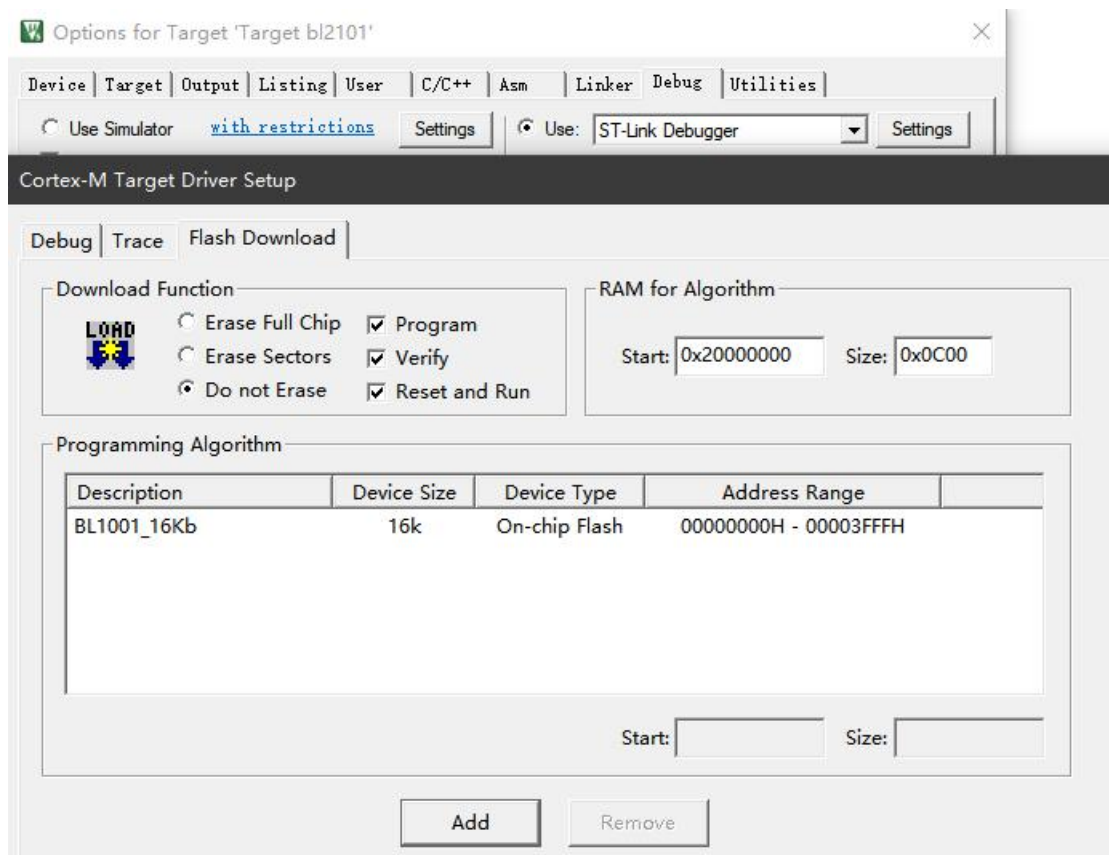 Options for Target 'Target bl2101'
Device Target Output Listing User C/C++ Asm Linker Debug Utilities
Use Simulator with restrictions Settings Use: ST-Link Debugger Settings
Cortex-M Target Driver Setup
Debug Trace Flash Download
Download Function RAM for Algorithm
LOAD Erase Full Chip Program
Erase Sectors Verify Start: 0x20000000 Size: 0x0C00
Do not Erase Reset and Run
Programming Algorithm
Description Device Size Device Type Address Range
BL1001_16Kb 16k On-chip Flash 00000000H - 00003FFFH
Start: Size:
Add Remove